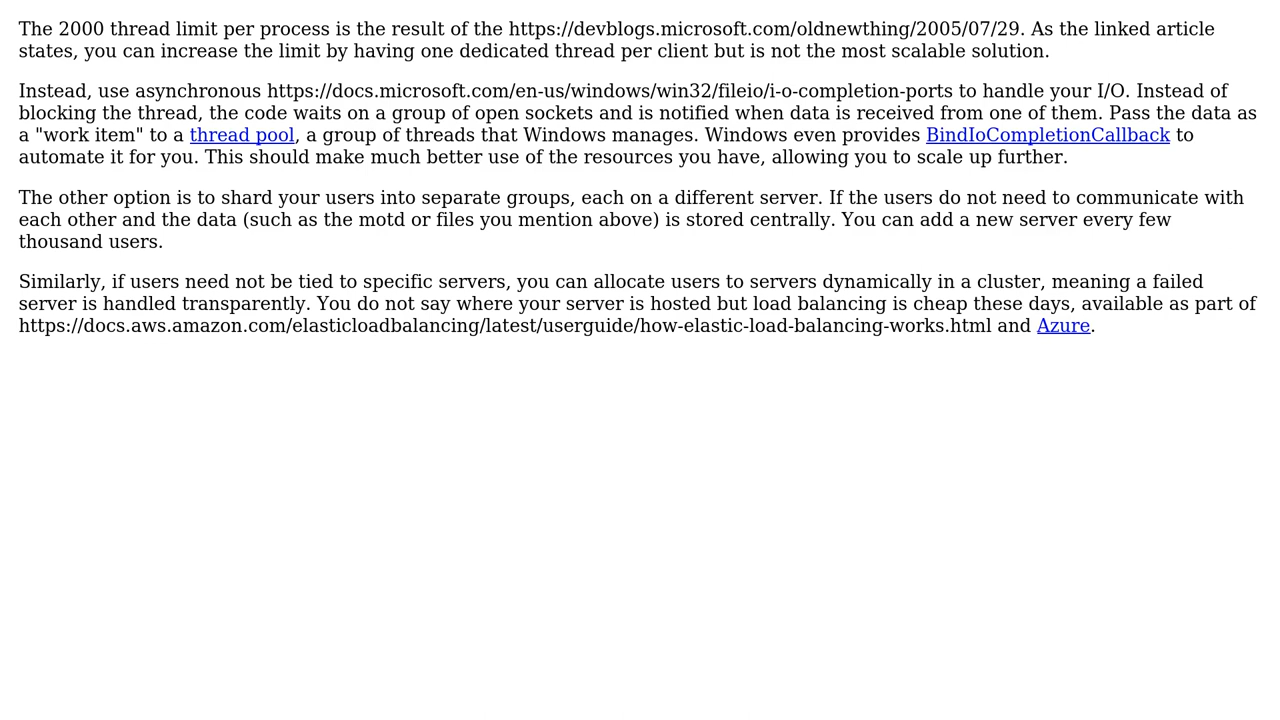 The 2000 thread limit per process is the result of the https://devblogs.microsoft.com/oldnewthing/2005/07/29. As the linked article
states, you can increase the limit by having one dedicated thread per client but is not the most scalable solution.
Instead, use asynchronous https://docs.microsoft.com/en-us/windows/win32/fileio/i-o-completion-ports to handle your I/O. Instead of
blocking the thread, the code waits on a group of open sockets and is notified when data is received from one of them. Pass the data as
a "work item" to a thread pool, a group of threads that Windows manages. Windows even provides BindIoCompletionCallback to
automate it for you. This should make much better use of the resources you have, allowing you to scale up further.
The other option is to shard your users into separate groups, each on a different server. If the users do not need to communicate with
each other and the data (such as the motd or files you mention above) is stored centrally. You can add a new server every few
thousand users.
Similarly, if users need not be tied to specific servers, you can allocate users to servers dynamically in a cluster, meaning a failed
server is handled transparently. You do not say where your server is hosted but load balancing is cheap these days, available as part of
https://docs.aws.amazon.com/elasticloadbalancing/latest/userguide/how-elastic-load-balancing-works.html and Azure.